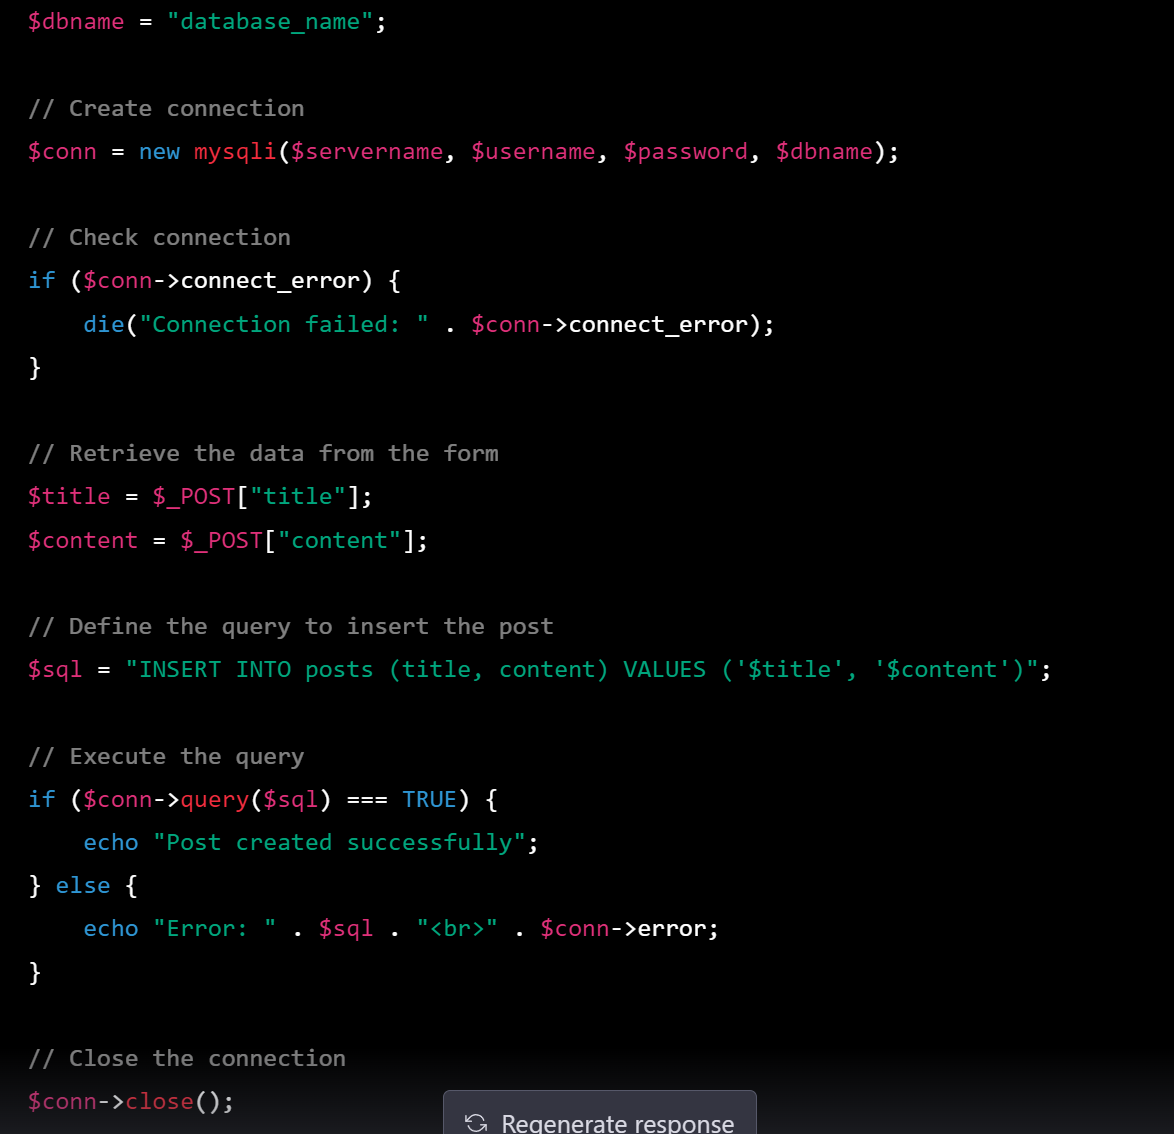 $dbname = "database_name";
// Create connection
$conn = new mysqli($servername, $username, $password, $dbname);
// Check connection
if ($conn->connect_error) {
    die("Connection failed: " . $conn->connect_error);
}
// Retrieve the data from the form
$title = $_POST["title"];
$content = $_POST["content"];
// Define the query to insert the post
$sql = "INSERT INTO posts (title, content) VALUES ('$title', '$content')";
// Execute the query
if ($conn->query($sql) === TRUE) {
    echo "Post created successfully";
} else {
    echo "Error: " . $sql . "<br>" . $conn->error;
}
// Close the connection
$conn->close();
Regenerate response